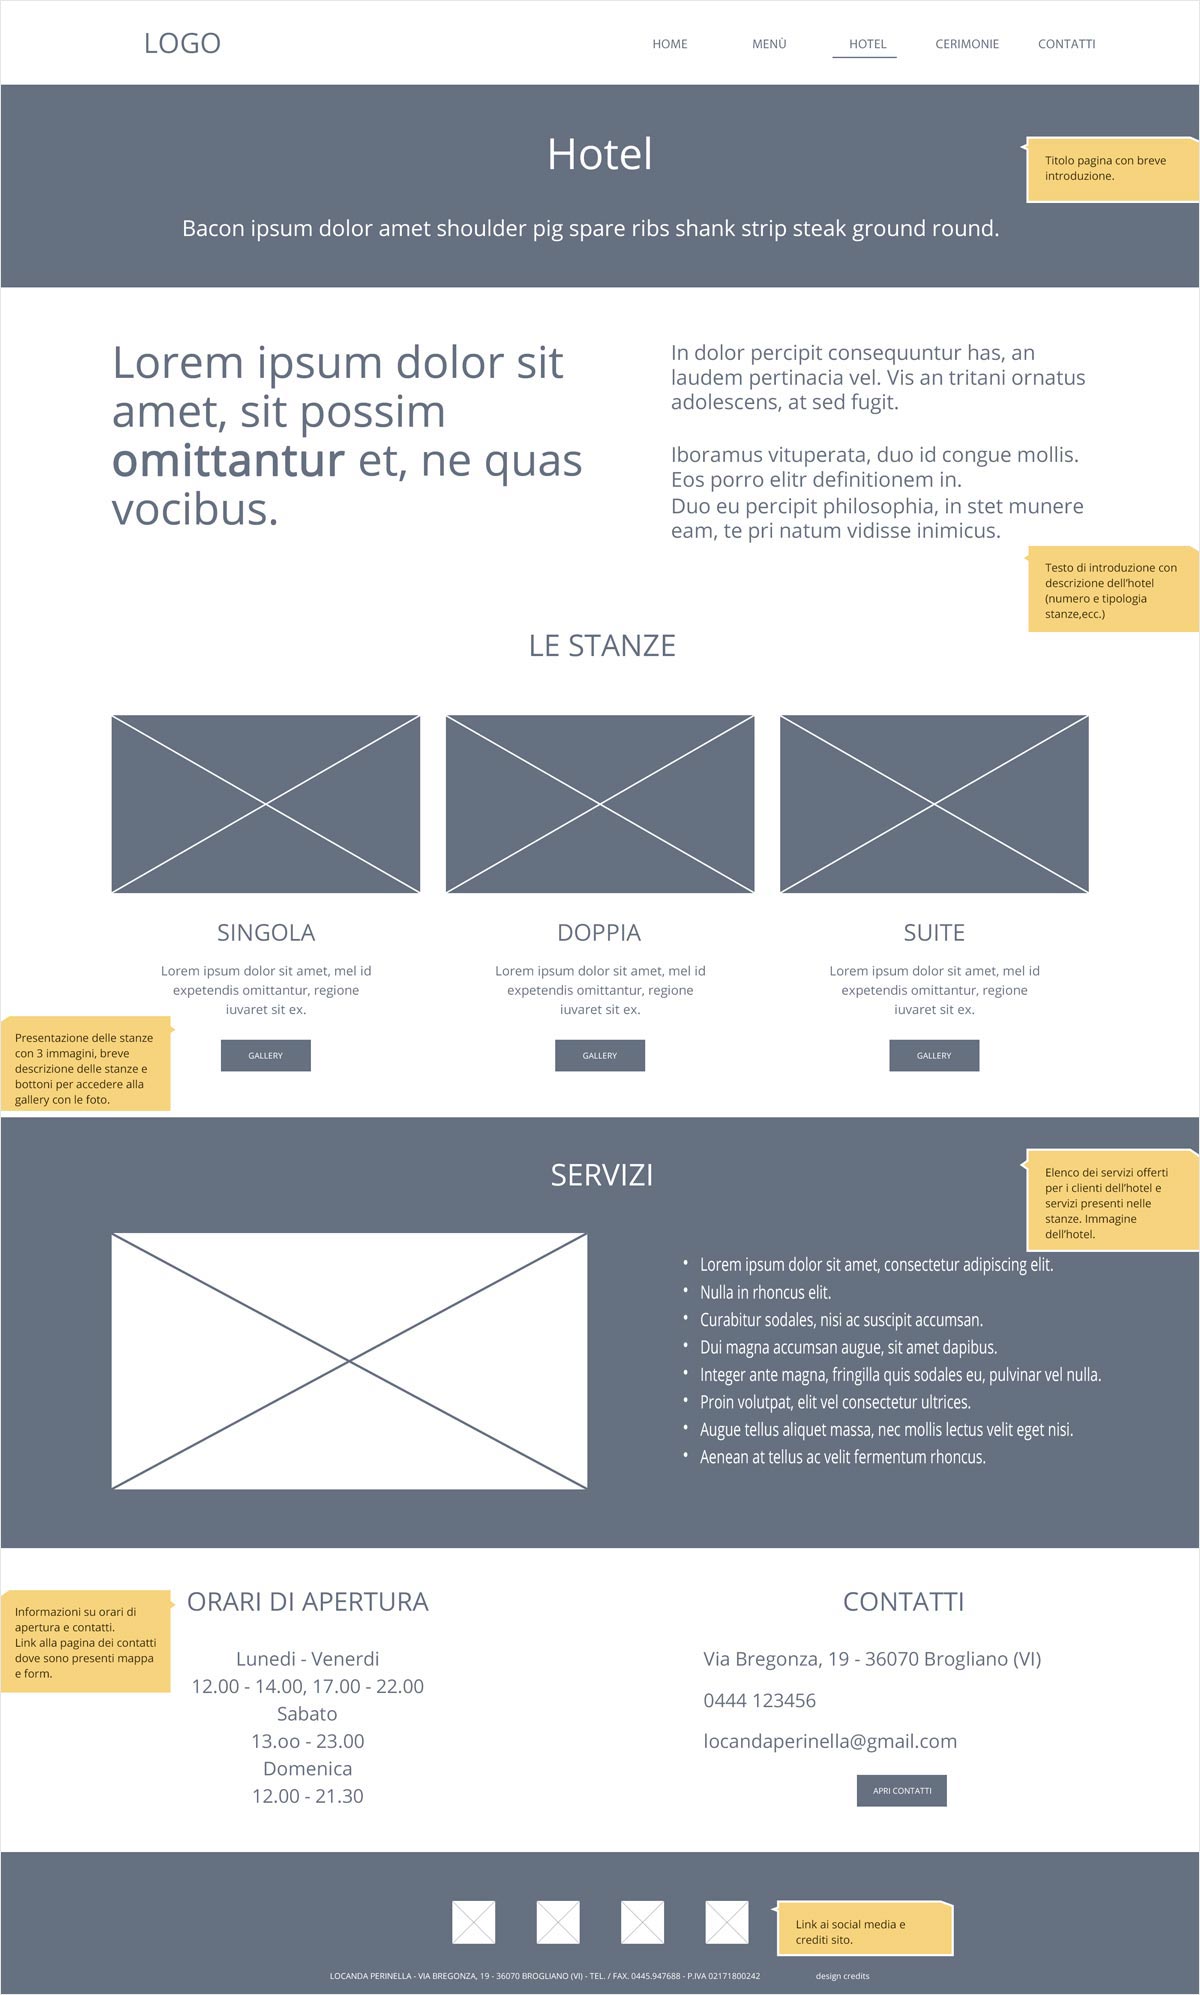 LOGO
HOME
MENÙ
HOTEL
CERIMONIE
CONTATTI
Hotel
Titolo pagina con breve
introduzione.
Bacon ipsum dolor amet shoulder pig spare ribs shank strip steak ground round.
Lorem ipsum dolor sit
amet, sit possim
omittantur et, ne quas
vocibus.
In dolor percipit consequuntur has, an
laudem pertinacia vel. Vis an tritani ornatus
adolescens, at sed fugit.
Iboramus vituperata, duo id congue mollis.
Eos porro elitr definitionem in.
Duo eu percipit philosophia, in stet munere
eam, te pri natum vidisse inimicus.
Testo di introduzione con
descrizione dell'hotel
(numero e tipologia
stanze,ecc.)
LE STANZE
SINGOLA
Lorem ipsum dolor sit amet, mel id
expetendis omittantur, regione
iuvaret sit ex.
GALLERY
DOPPIA
Lorem ipsum dolor sit amet, mel id
expetendis omittantur, regione
iuvaret sit ex.
GALLERY
SUITE
Lorem ipsum dolor sit amet, mel id
expetendis omittantur, regione
iuvaret sit ex.
GALLERY
Presentazione delle stanze
con 3 immagini, breve
descrizione delle stanze e
bottoni per accedere alla
gallery con le foto.
SERVIZI
Elenco dei servizi offerti
per i clienti dell'hotel e
servizi presenti nelle
stanze. Immagine
dell'hotel.
• Lorem ipsum dolor sit amet, consectetur adipiscing elit.
• Nulla in rhoncus elit.
• Curabitur sodales, nisi ac suscipit accumsan.
• Dui magna accumsan augue, sit amet dapibus.
• Integer ante magna, fringilla quis sodales eu, pulvinar vel nulla.
• Proin volutpat, elit vel consectetur ultrices.
• Augue tellus aliquet massa, nec mollis lectus velit eget nisi.
• Aenean at tellus ac velit fermentum rhoncus.
Informazioni su orari di
apertura e contatti.
Link alla pagina dei contatti
dove sono presenti mappa
e form.
ORARI DI APERTURA
Lunedi - Venerdi
12.00 - 14.00, 17.00 - 22.00
Sabato
13.oo - 23.00
Domenica
12.00 - 21.30
CONTATTI
Via Bregonza, 19 - 36070 Brogliano (VI)
0444 123456
locandaperinella@gmail.com
APRI CONTATTI
Link ai social media e
crediti sito.
LOCANDA PERINELLA - VIA BREGONZA, 19 - 36070 BROGLIANO (VI) - TEL. / FAX. 0445.947688 - P.IVA 02171800242
design credits